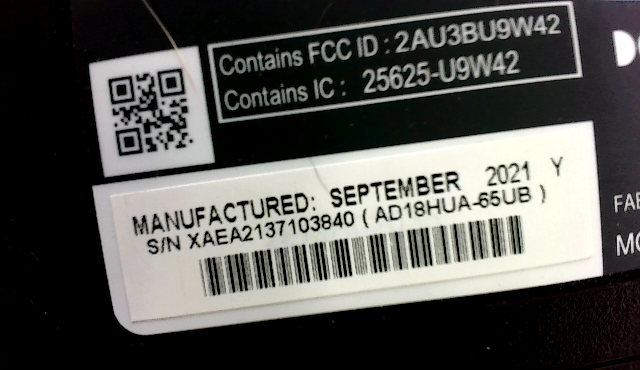 Contains FCC ID : 2AU3BU9W42
Contains IC : 25625-U9W42
MANUFACTURED: SEPTEMBER 2021 Y
S/N XAEA2137103840 ( AD18HUA-65UB )